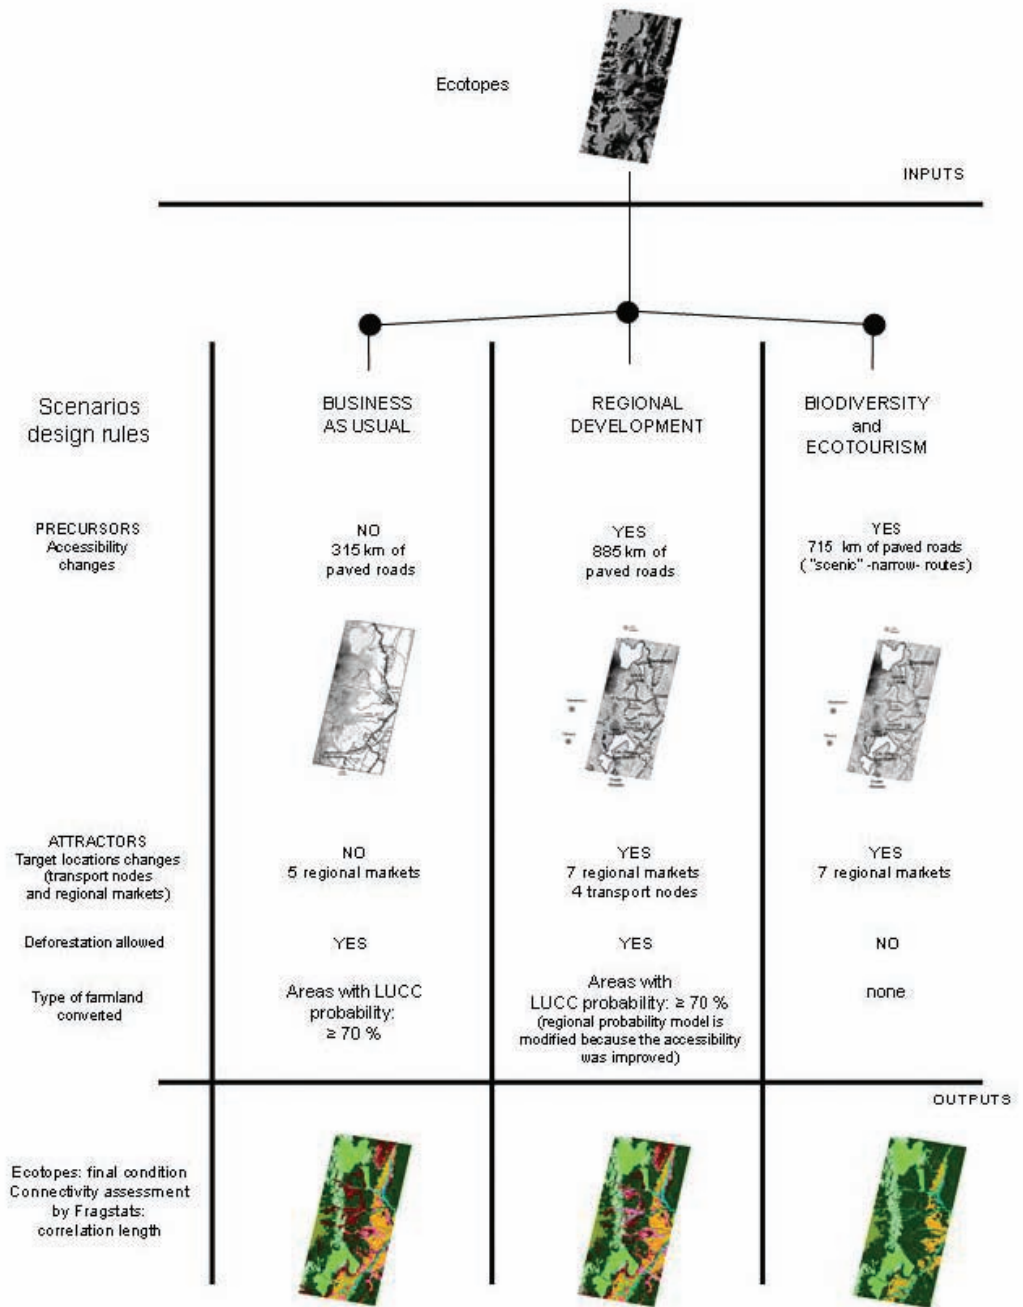 Ecotopes
INPUTS
Scenarios
design rules
BUSINESS
AS USUAL
REGIONAL
DEVELOPMENT
BIODIVERSITY
and
ECOTOURISM
PRECURSORS
Accessibility
changes
NO
315 km of
paved roads
YES
885 km of
paved roads
YES
715 km of paved roads
( "scenic" -narrow- routes)
ATTRACTORS
Target locations changes
(transport nodes
and regional markets)
NO
5 regional markets
YES
7 regional markets
4 transport nodes
YES
7 regional markets
Deforestation allowed
YES
YES
NO
Type of farmland
converted
Areas with LUCC
probability:
≥ 70 %
Areas with
LUCC probability: ≥ 70 %
(regional probability model is
modified because the accessibility
was improved)
none
OUTPUTS
Ecotopes: final condition
Connectivity assessment
by Fragstats:
correlation length